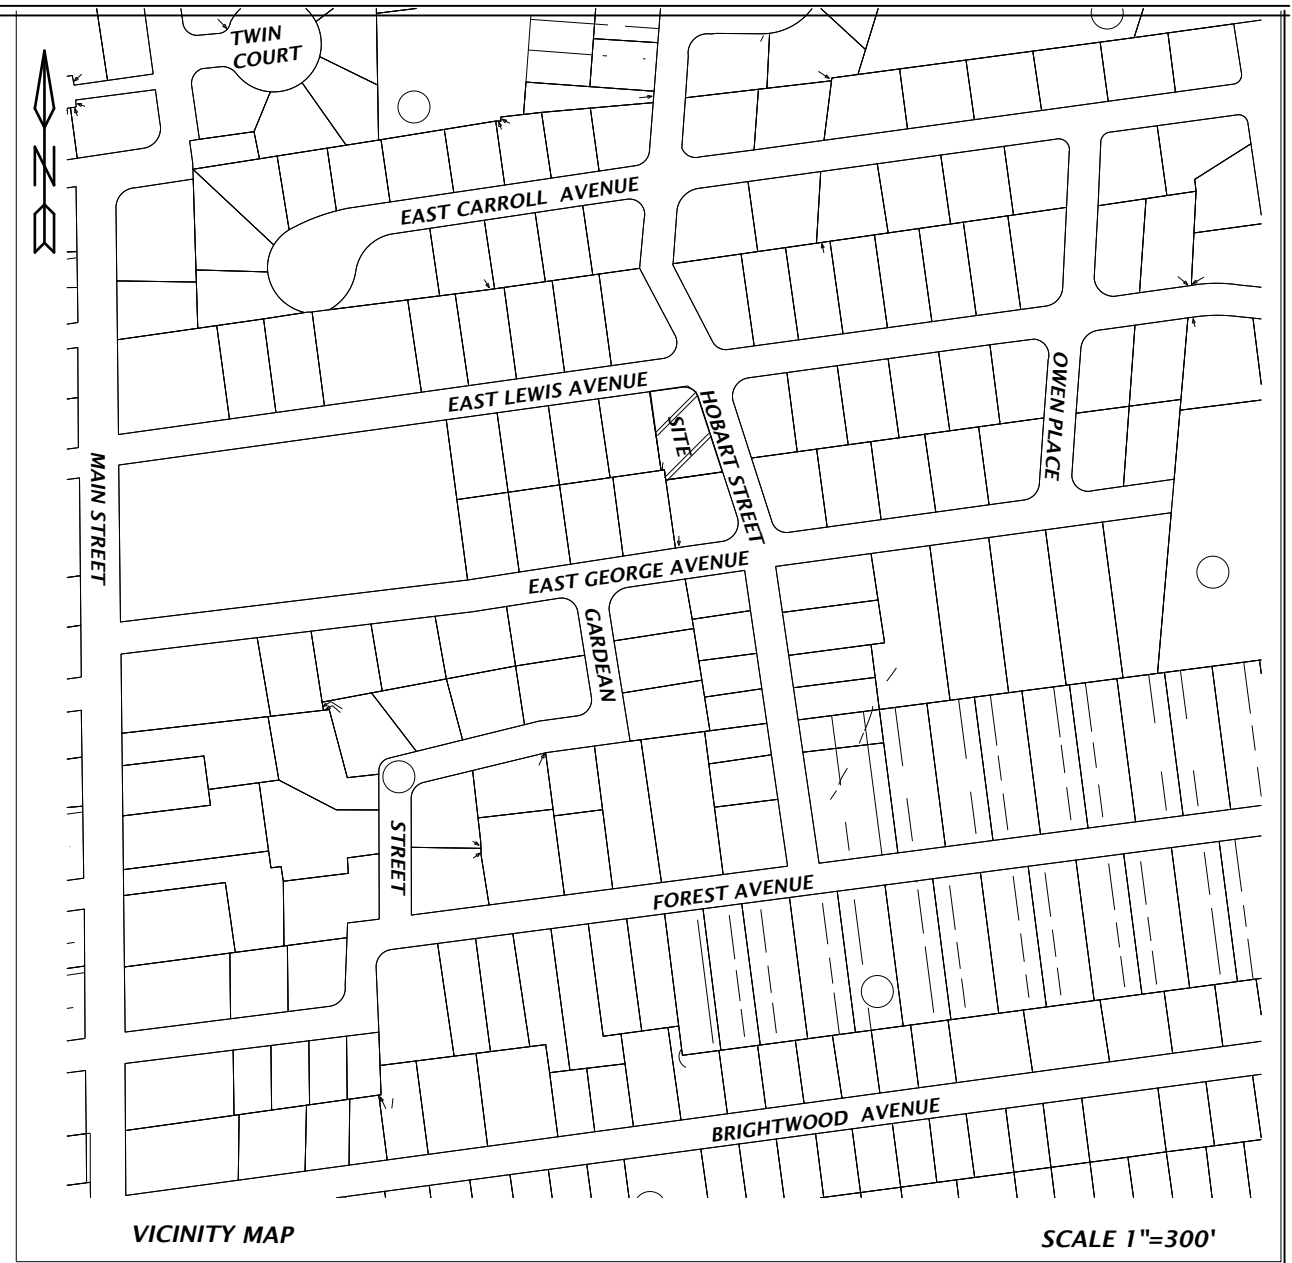 TWIN
COURT
N
EAST CARROLL AVENUE
EAST LEWIS AVENUE
HOBART STREET
SITE
OWEN PLACE
MAIN STREET
EAST GEORGE AVENUE
GARDEAN
STREET
FOREST AVENUE
BRIGHTWOOD AVENUE
VICINITY MAP
SCALE 1"=300'